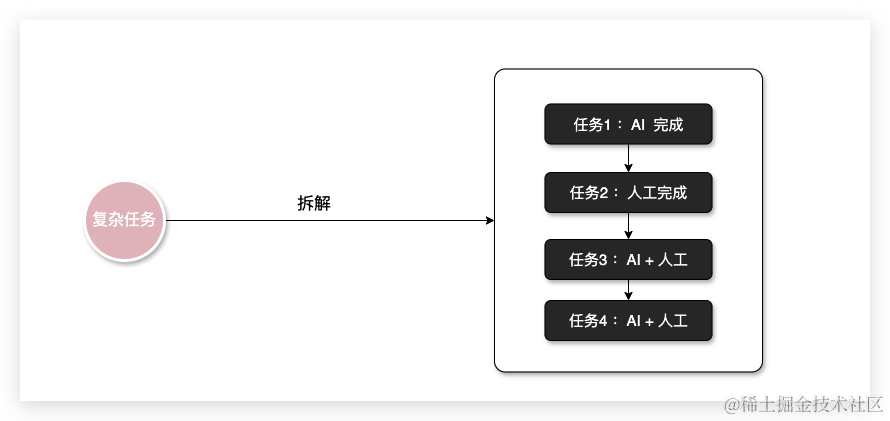 复杂任务
拆解
任务1： AI 完成
任务2：人工完成
任务3： AI + 人工
任务4： AI + 人工
@稀土掘金技术社区